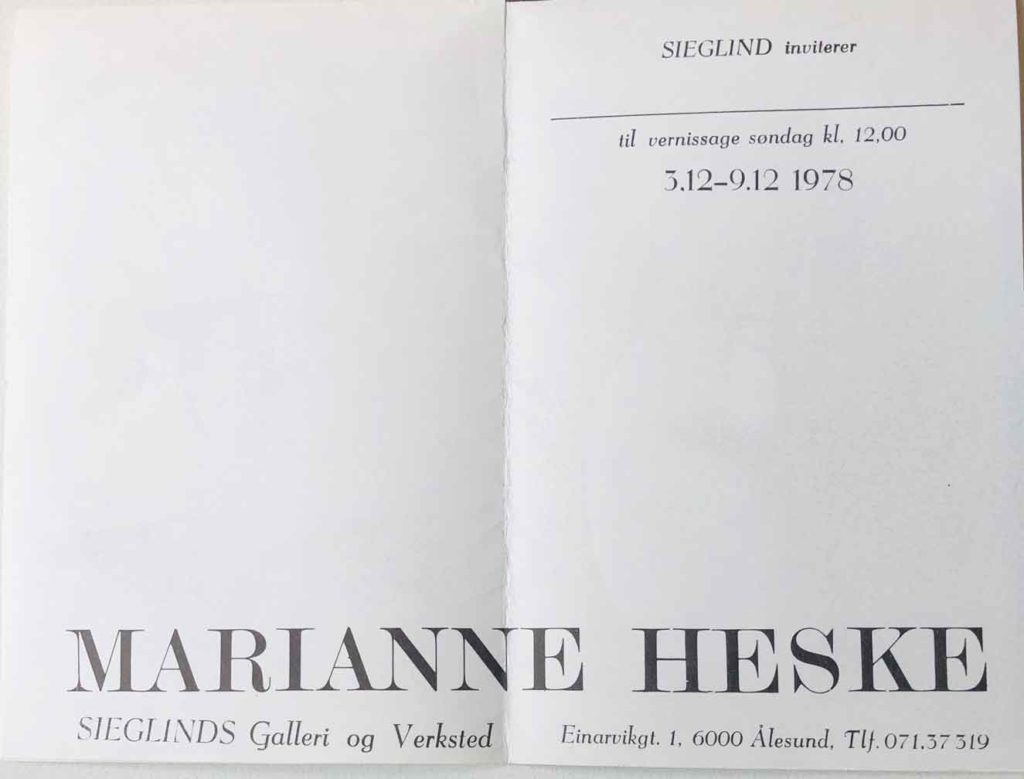 SIEGLIND inviterer
til vernissage søndag kl. 12,00
3.12–9.12 1978
MARIANNE HESKE
SIEGLINDS Galleri og Verksted Einarvikgt. 1, 6000 Ålesund, Tlf. 071.37 319